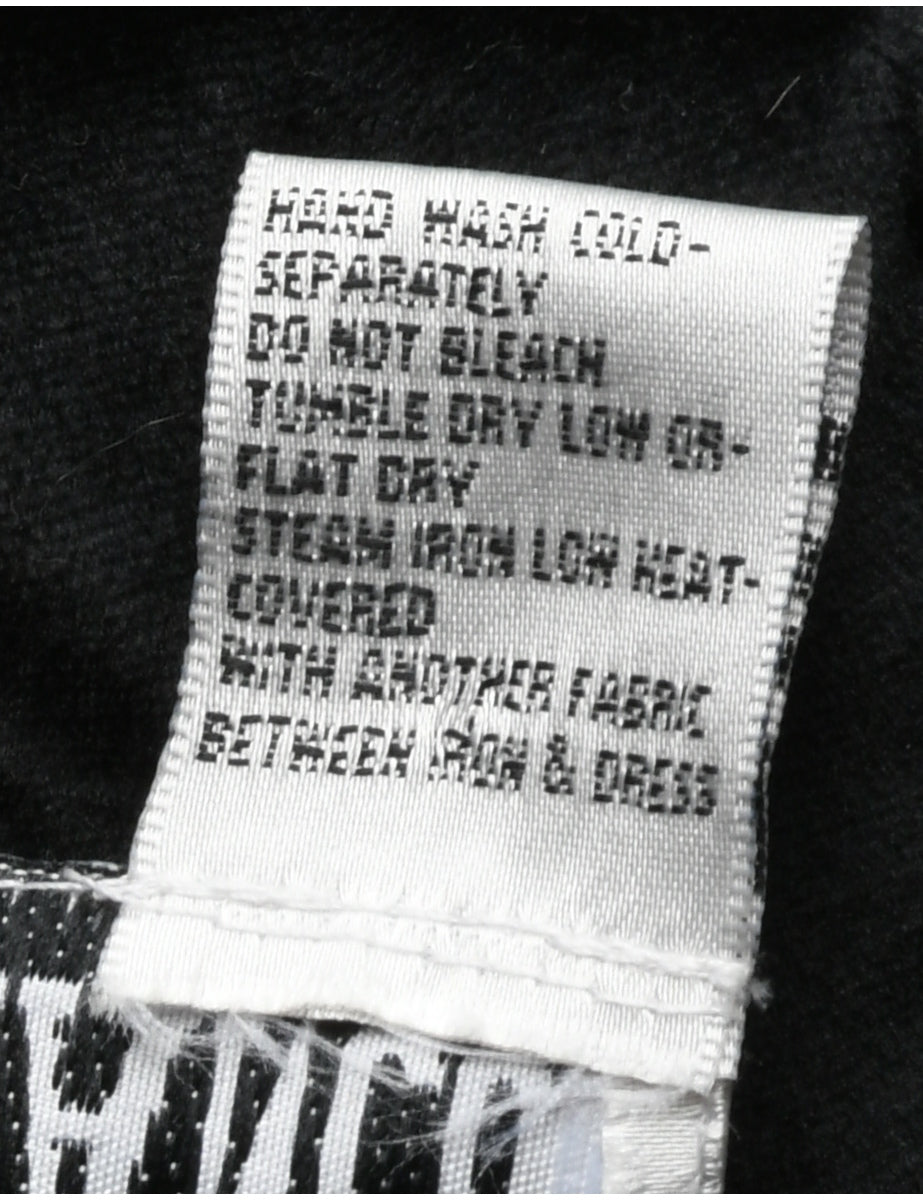 HAND WASH COLD-
SEPARATELY
DO NOT BLEACH
TUMBLE DRY LOW OR-
FLAT DRY
STEAM IRON LOW HEAT-
COVERED
WITH ANOTHER FABRIC
BETWEEN IRON & DRESS